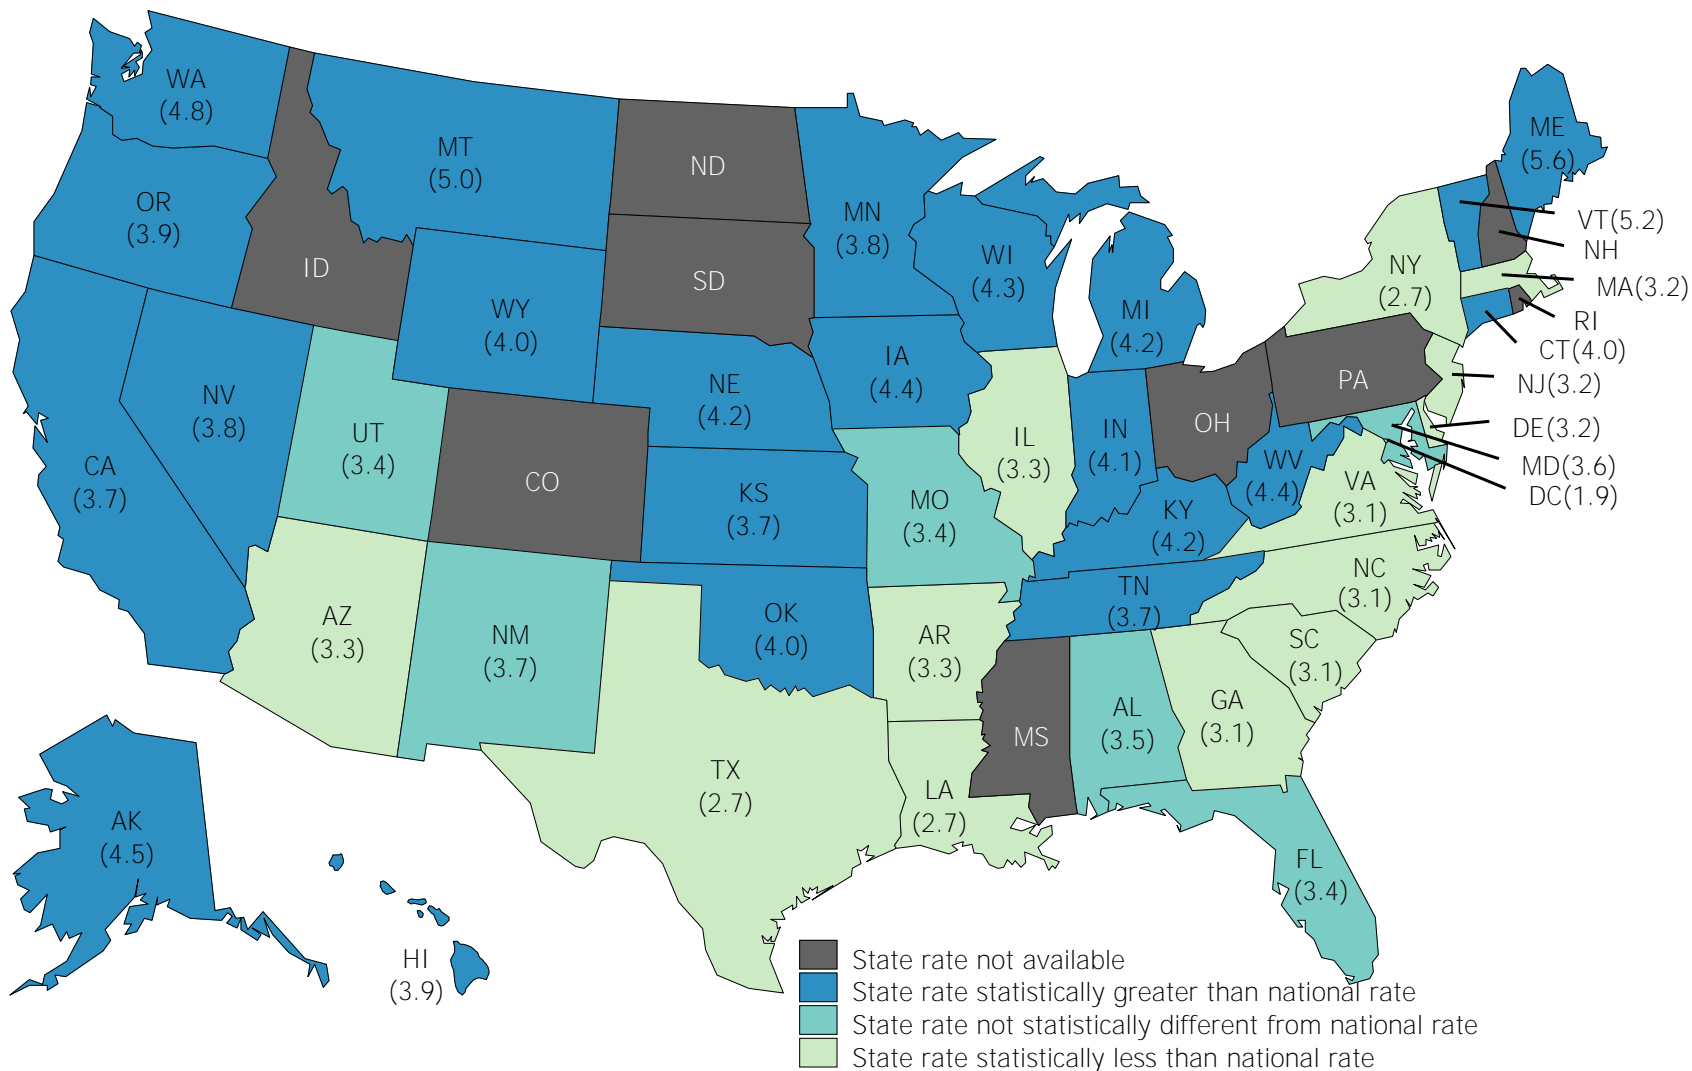 WA
(4.8)
MT
(5.0)
ND
OR
(3.9)
ID
SD
MN
(3.8)
WI
(4.3)
MI
(4.2)
ME
(5.6)
VT(5.2)
NH
NY
(2.7)
MA(3.2)
RI
CT(4.0)
WY
(4.0)
NE
(4.2)
IA
(4.4)
NV
(3.8)
UT
(3.4)
CA
(3.7)
CO
KS
(3.7)
MO
(3.4)
IL
(3.3)
IN
(4.1)
OH
PA
NJ(3.2)
DE(3.2)
MD(3.6)
DC(1.9)
WV
(4.4)
VA
(3.1)
KY
(4.2)
NC
(3.1)
TN
(3.7)
AZ
(3.3)
NM
(3.7)
OK
(4.0)
AR
(3.3)
SC
(3.1)
GA
(3.1)
AL
(3.5)
MS
TX
(2.7)
LA
(2.7)
AK
(4.5)
FL
(3.4)
HI
(3.9)
State rate not available
State rate statistically greater than national rate
State rate not statistically different from national rate
State rate statistically less than national rate